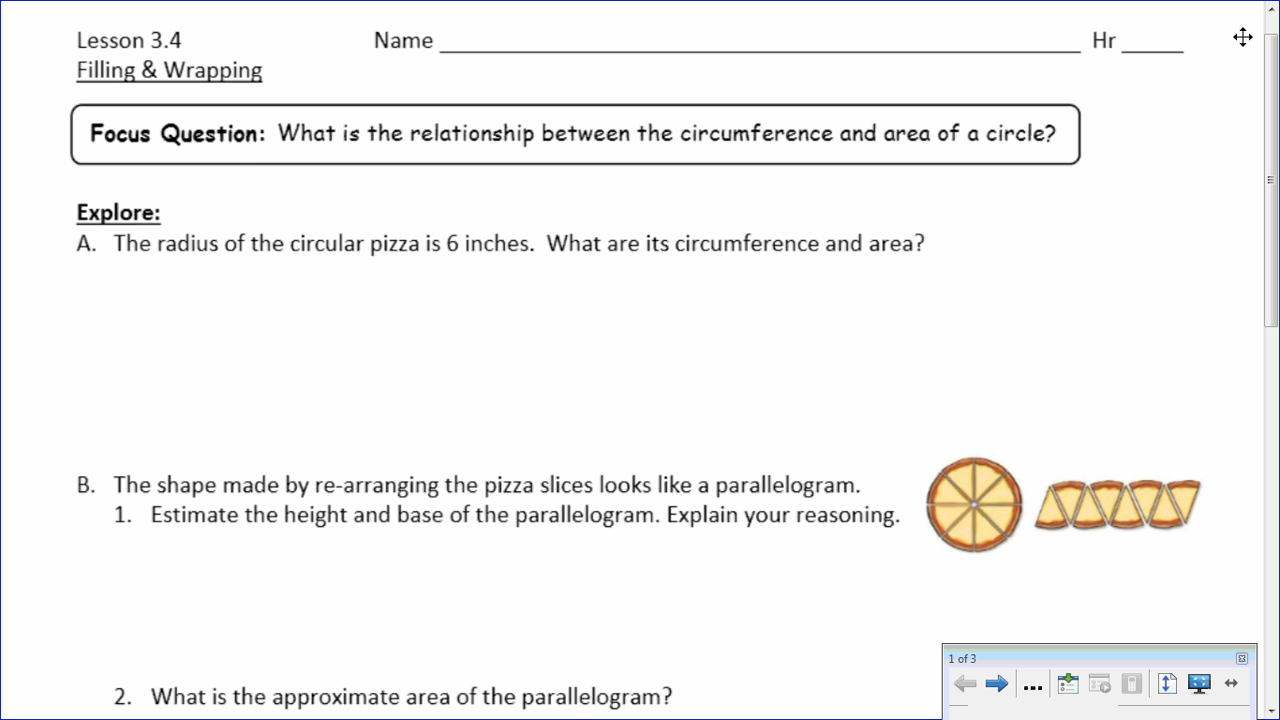 Lesson 3.4 Name ______________________ Hr _____
Filling & Wrapping
Focus Question: What is the relationship between the circumference and area of a circle?
Explore:
A. The radius of the circular pizza is 6 inches. What are its circumference and area?
B. The shape made by re-arranging the pizza slices looks like a parallelogram.
1. Estimate the height and base of the parallelogram. Explain your reasoning.
2. What is the approximate area of the parallelogram?
1 of 3